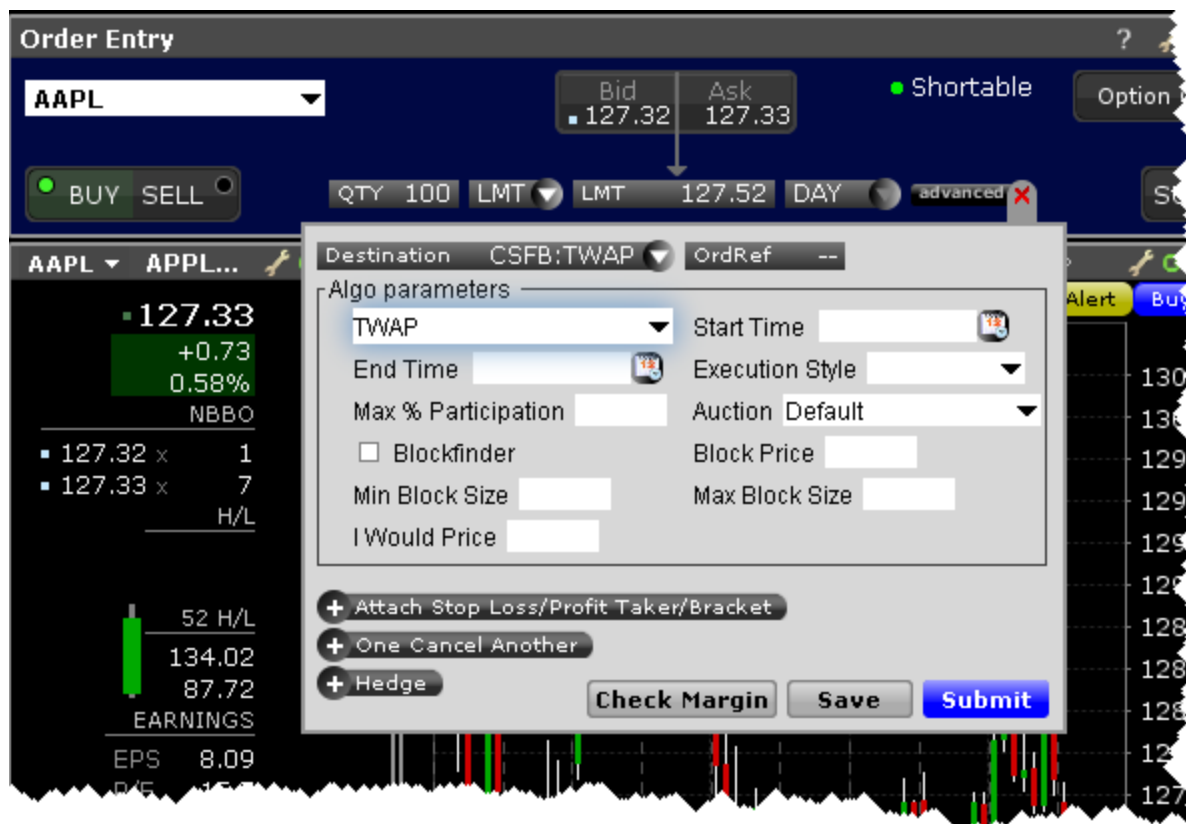 Order Entry ?
AAPL
Bid Ask
127.32 127.33
Shortable
Option
BUY SELL
QTY 100 LMT LMT 127.52 DAY advanced
AAPL APPL...
Destination CSFB:TWAP OrdRef --
Algo parameters
TWAP Start Time
End Time Execution Style
Max % Participation Auction Default
Blockfinder Block Price
Min Block Size Max Block Size
I Would Price
Attach Stop Loss/Profit Taker/Bracket
One Cancel Another
Hedge
Check Margin Save Submit
127.33
+0.73
0.58%
NBBO
127.32 x 1
127.33 x 7
H/L
52 H/L
134.02
87.72
EARNINGS
EPS 8.09
Alert Buy